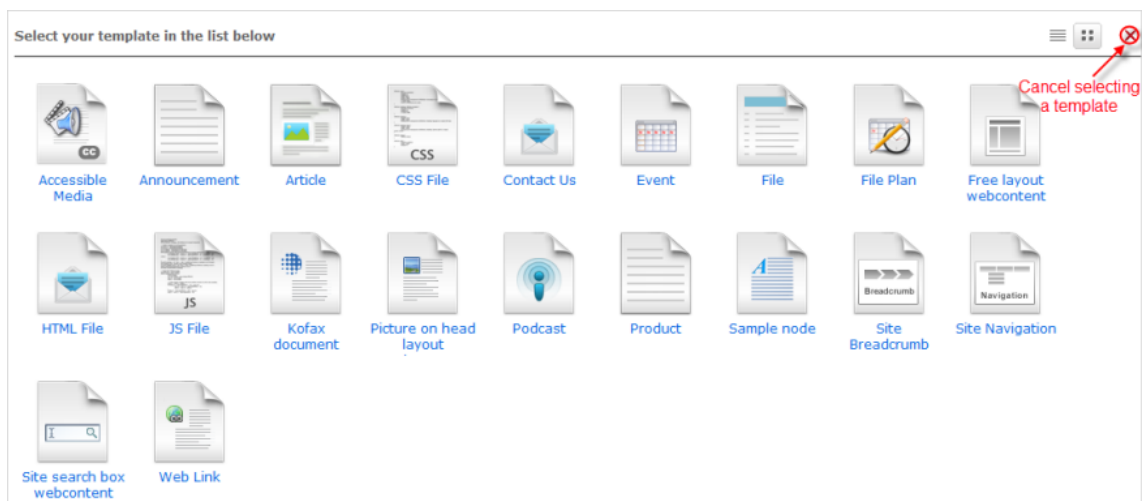 Select your template in the list below
Cancel selecting
a template
CC
CSS
Accessible
Media
Announcement
Article
CSS File
Contact Us
Event
File
File Plan
Free layout
webcontent
JS
A
Breadcrumb
Navigation
HTML File
JS File
Kofax
document
Picture on head
layout
Podcast
Product
Sample node
Site
Breadcrumb
Site Navigation
Site search box
webcontent
Web Link